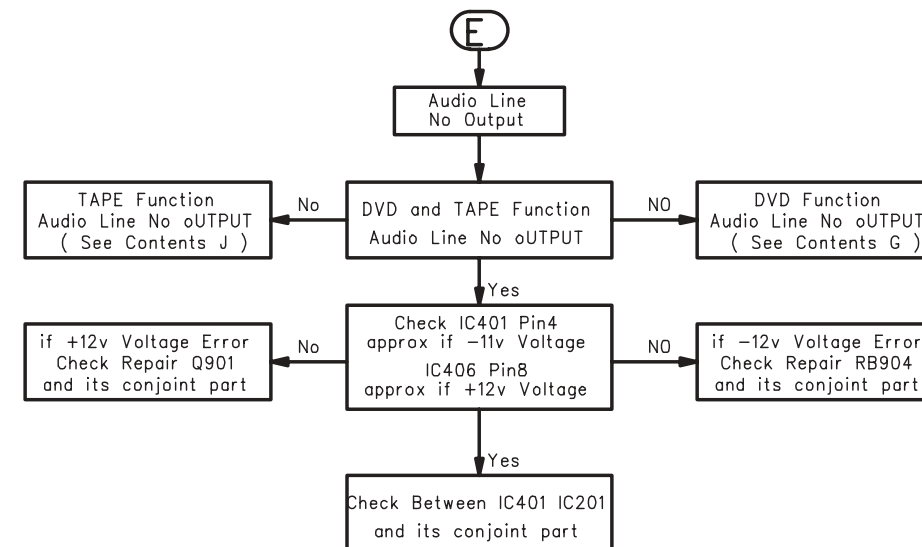 E
Audio Line
No Output
TAPE Function
Audio Line No oUTPUT
( See Contents J )
No
DVD and TAPE Function
Audio Line No oUTPUT
NO
DVD Function
Audio Line No oUTPUT
( See Contents G )
Yes
if +12v Voltage Error
Check Repair Q901
and its conjoint part
No
Check IC401 Pin4
approx if -11v Voltage
IC406 Pin8
approx if +12v Voltage
NO
if -12v Voltage Error
Check Repair RB904
and its conjoint part
Yes
Check Between IC401 IC201
and its conjoint part